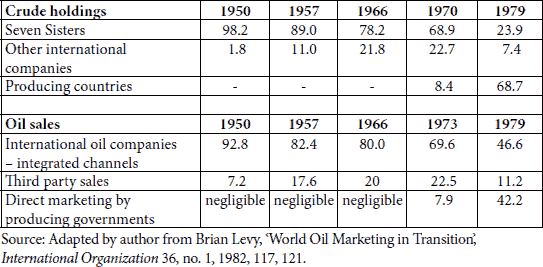 Crude holdings 1950 1957 1966 1970 1979
Seven Sisters 98.2 89.0 78.2 68.9 23.9
Other international 1.8 11.0 21.8 22.7 7.4
companies
Producing countries - - - 8.4 68.7
Oil sales 1950 1957 1966 1973 1979
International oil companies 92.8 82.4 80.0 69.6 46.6
– integrated channels
Third party sales 7.2 17.6 20 22.5 11.2
Direct marketing by negligible negligible negligible 7.9 42.2
producing governments
Source: Adapted by author from Brian Levy, ‘World Oil Marketing in Transition’,
International Organization 36, no. 1, 1982, 117, 121.